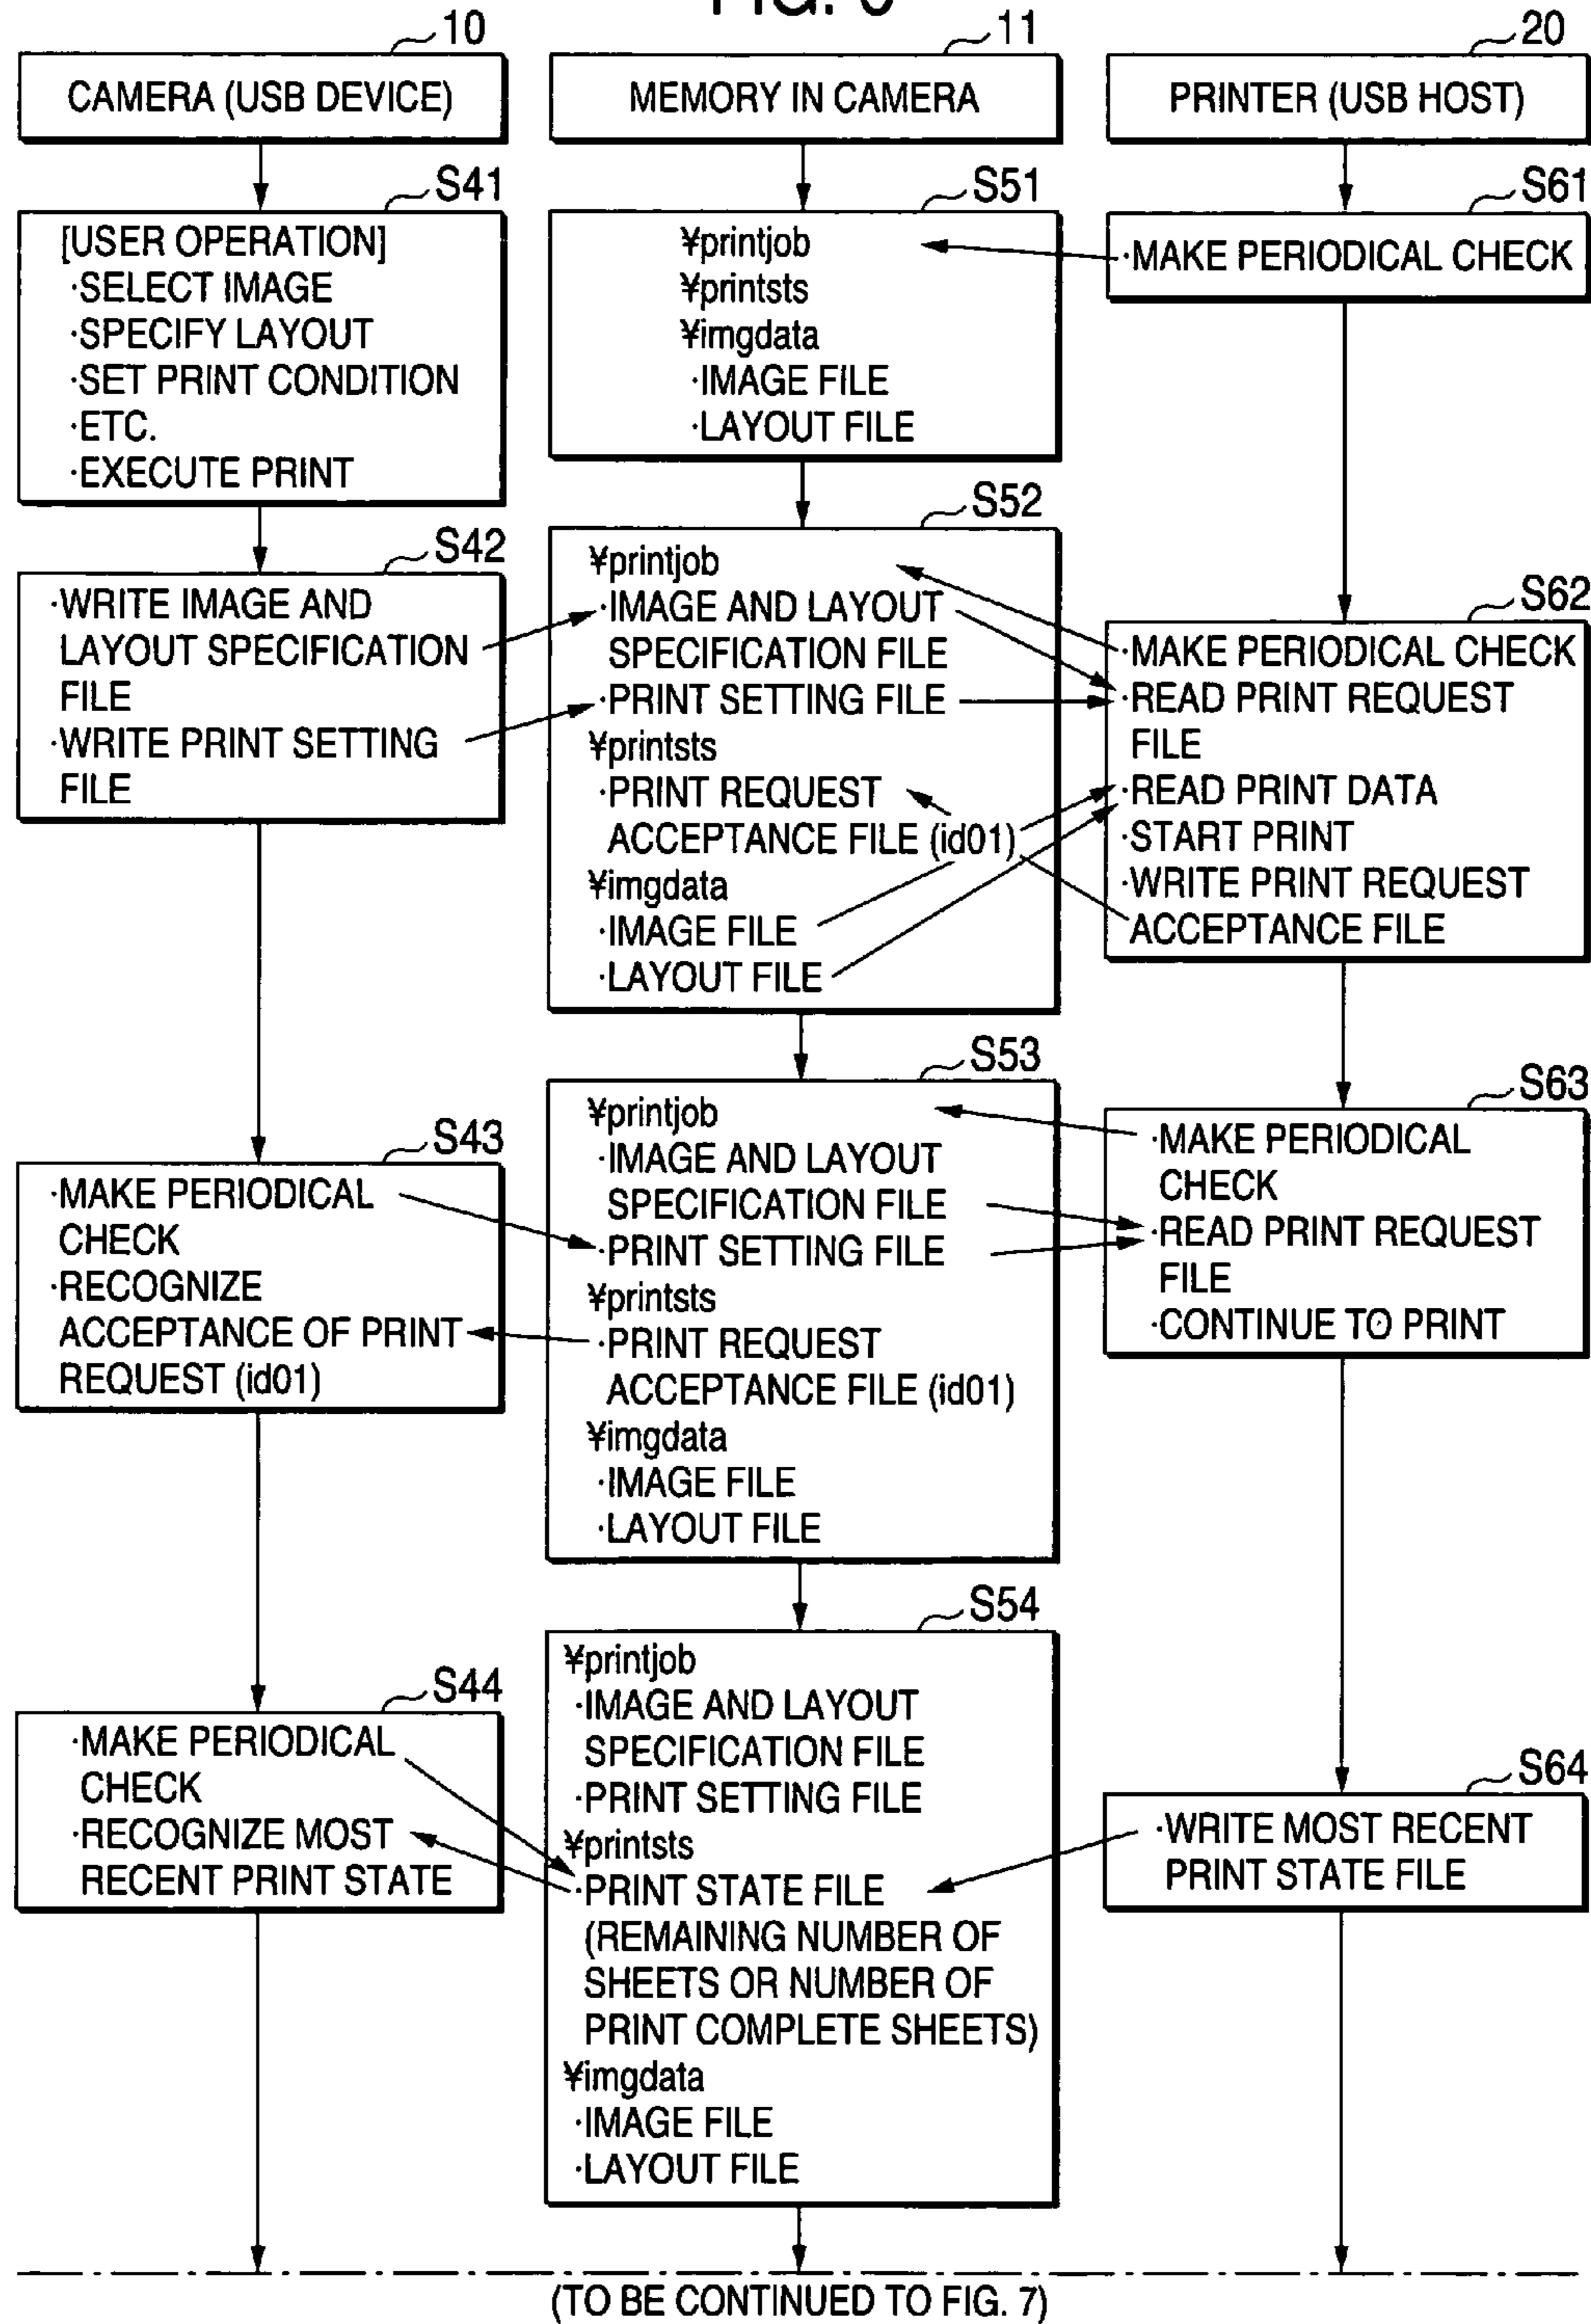 10
11
20
CAMERA (USB DEVICE)
MEMORY IN CAMERA
PRINTER (USB HOST)
S41
[USER OPERATION]
·SELECT IMAGE
·SPECIFY LAYOUT
·SET PRINT CONDITION
·ETC.
·EXECUTE PRINT
S51
¥printjob
¥printsts
¥imgdata
·IMAGE FILE
·LAYOUT FILE
S61
·MAKE PERIODICAL CHECK
S42
·WRITE IMAGE AND
LAYOUT SPECIFICATION
FILE
·WRITE PRINT SETTING
FILE
S52
¥printjob
·IMAGE AND LAYOUT
SPECIFICATION FILE
·PRINT SETTING FILE
¥printsts
·PRINT REQUEST
ACCEPTANCE FILE (id01)
¥imgdata
·IMAGE FILE
·LAYOUT FILE
S62
·MAKE PERIODICAL CHECK
·READ PRINT REQUEST
FILE
·READ PRINT DATA
·START PRINT
·WRITE PRINT REQUEST
ACCEPTANCE FILE
S43
·MAKE PERIODICAL
CHECK
·RECOGNIZE
ACCEPTANCE OF PRINT
REQUEST (id01)
S53
¥printjob
·IMAGE AND LAYOUT
SPECIFICATION FILE
·PRINT SETTING FILE
¥printsts
·PRINT REQUEST
ACCEPTANCE FILE (id01)
¥imgdata
·IMAGE FILE
·LAYOUT FILE
S63
·MAKE PERIODICAL
CHECK
·READ PRINT REQUEST
FILE
·CONTINUE TO PRINT
S44
·MAKE PERIODICAL
CHECK
·RECOGNIZE MOST
RECENT PRINT STATE
S54
¥printjob
·IMAGE AND LAYOUT
SPECIFICATION FILE
·PRINT SETTING FILE
¥printsts
·PRINT STATE FILE
(REMAINING NUMBER OF
SHEETS OR NUMBER OF
PRINT COMPLETE SHEETS)
¥imgdata
·IMAGE FILE
·LAYOUT FILE
S64
·WRITE MOST RECENT
PRINT STATE FILE
(TO BE CONTINUED TO FIG. 7)